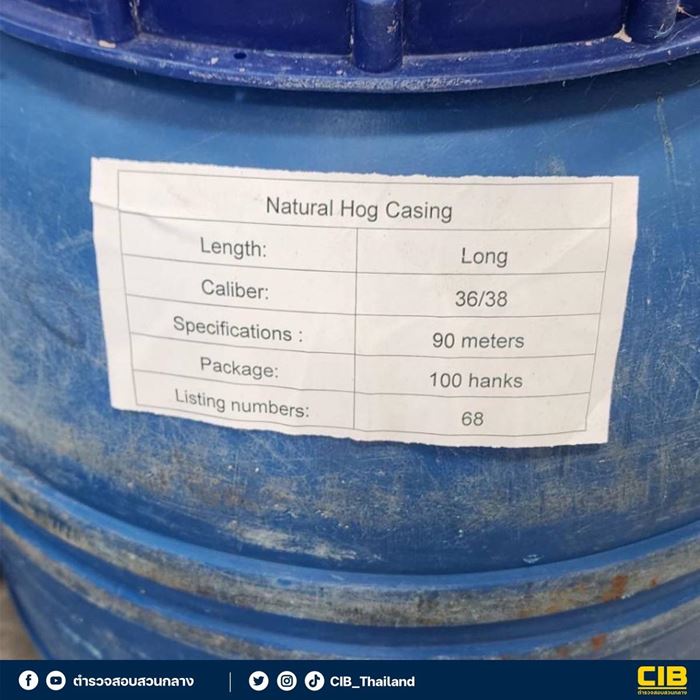 CIB
Natural Hog Casing
Length: Long
Caliber: 36/38
Specifications : 90 meters
Package: 100 hanks
Listing numbers: 68
ตำรวจสอบสวนกลาง | CIB_Thailand
CIB
ตำรวจสอบสวนกลาง